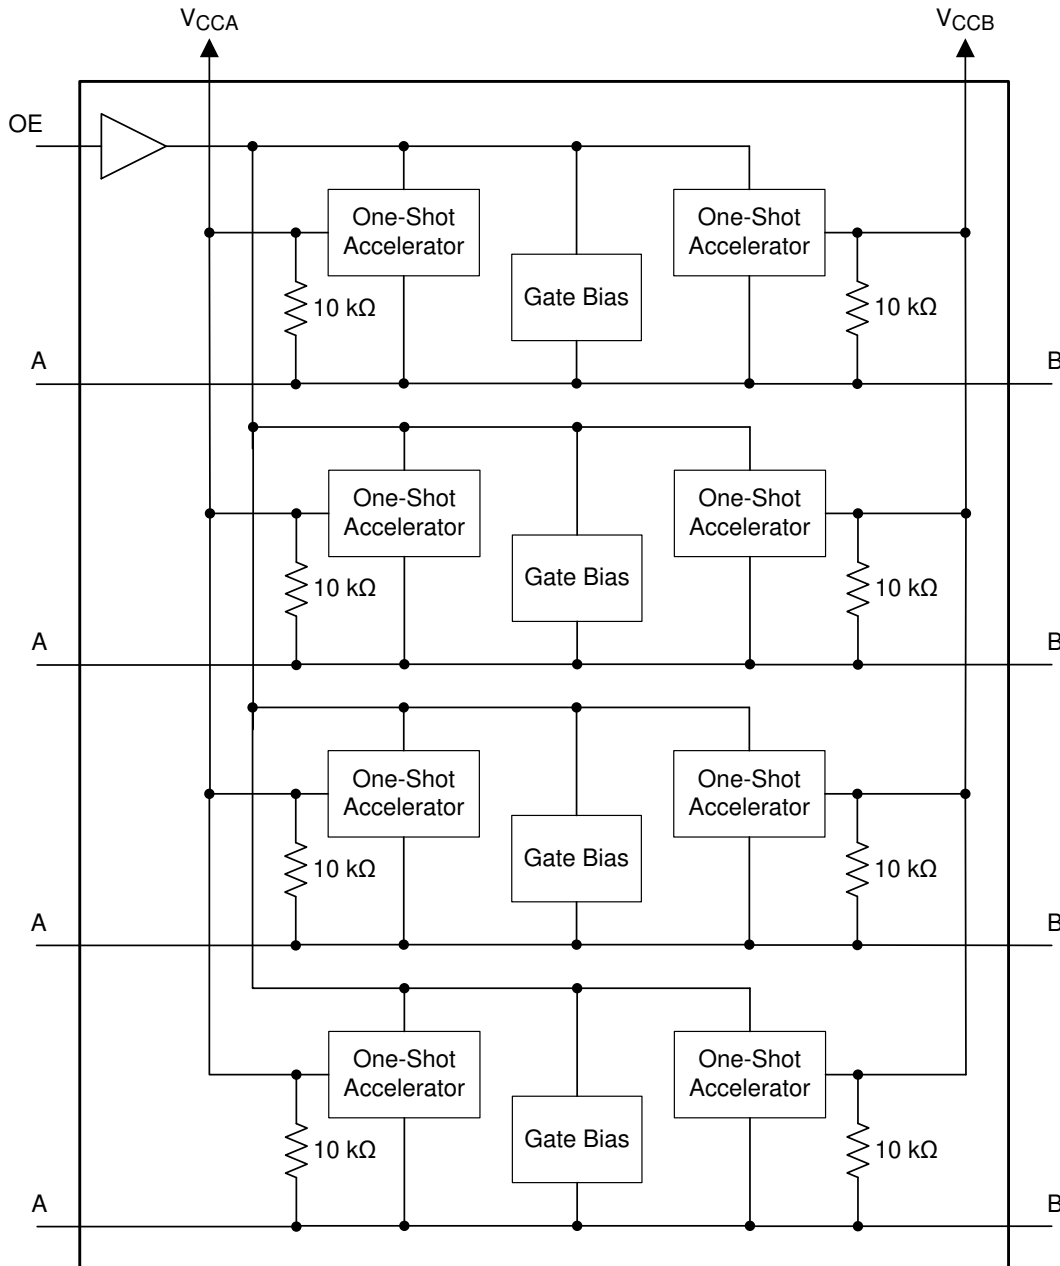 VCCA
VCCB
OE
One-Shot
Accelerator
One-Shot
Accelerator
Gate Bias
10 kΩ
10 kΩ
A
B
One-Shot
Accelerator
One-Shot
Accelerator
Gate Bias
10 kΩ
10 kΩ
A
B
One-Shot
Accelerator
One-Shot
Accelerator
Gate Bias
10 kΩ
10 kΩ
A
B
One-Shot
Accelerator
One-Shot
Accelerator
Gate Bias
10 kΩ
10 kΩ
A
B